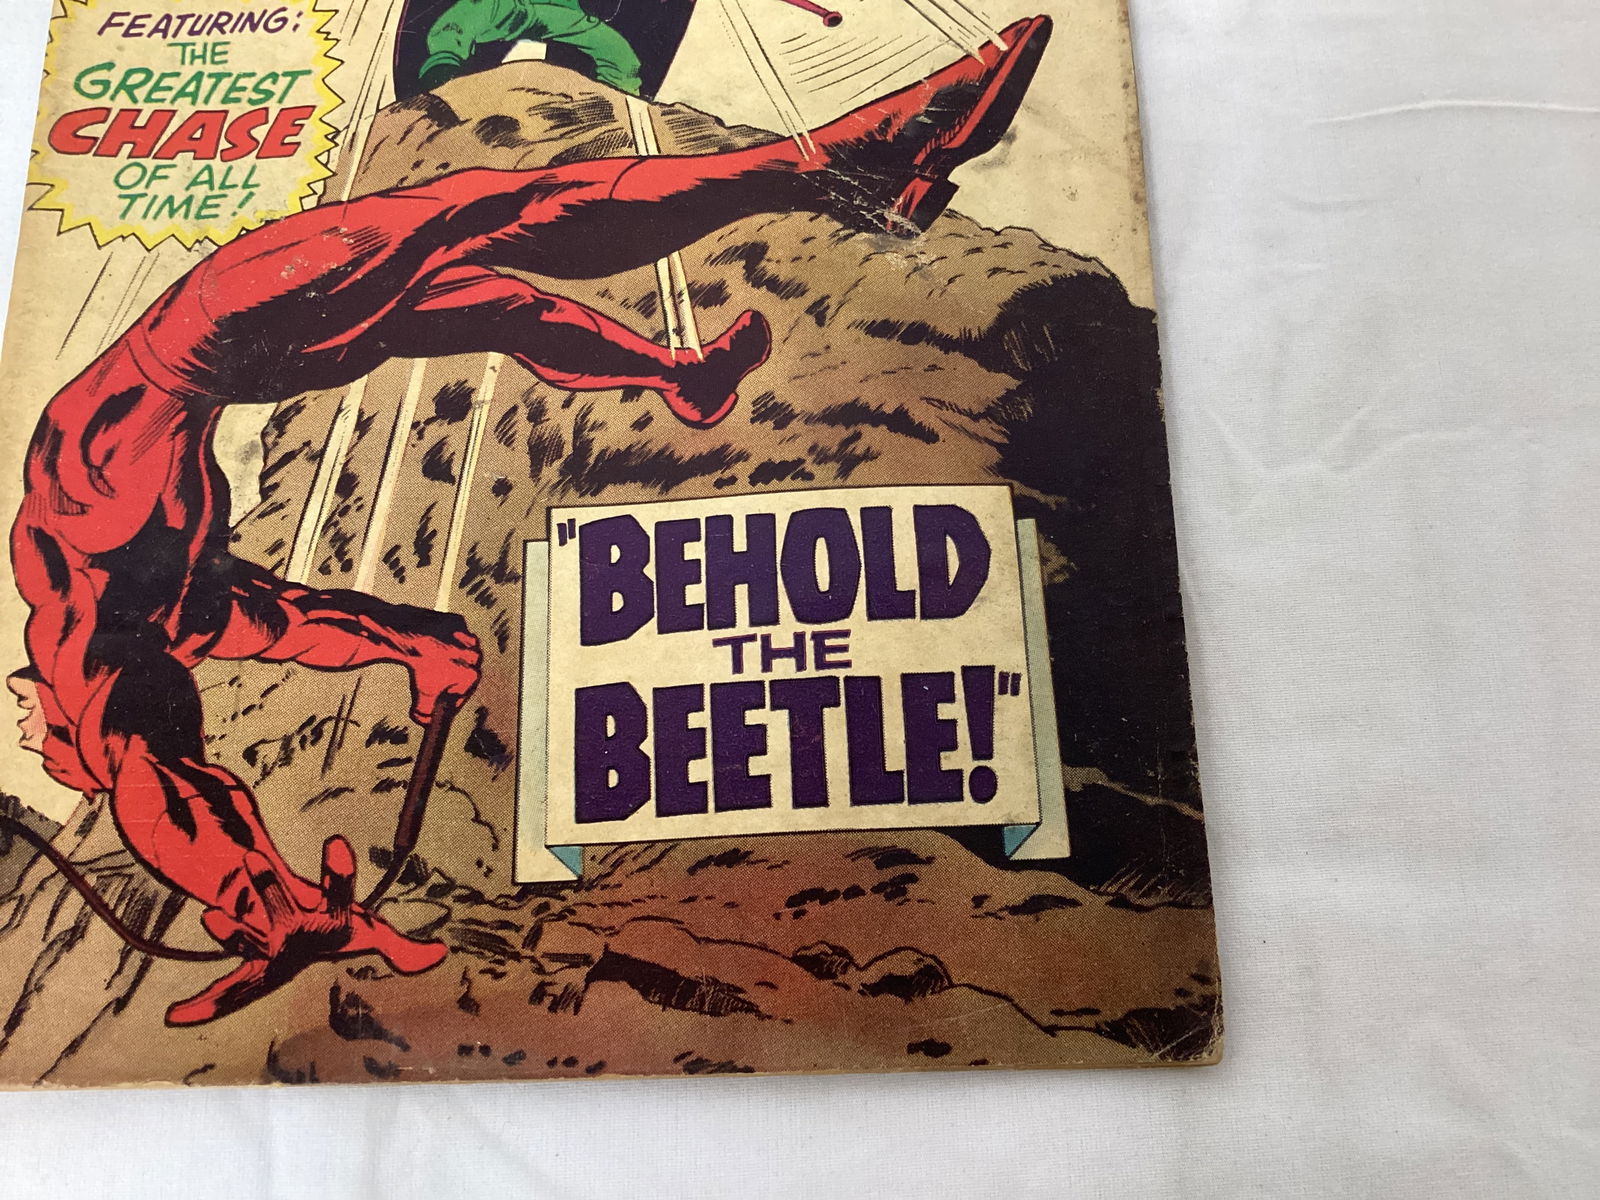 FEATURING:
THE
GREATEST
CHASE
OF ALL
TIME!
"BEHOLD
THE
BEETLE!"